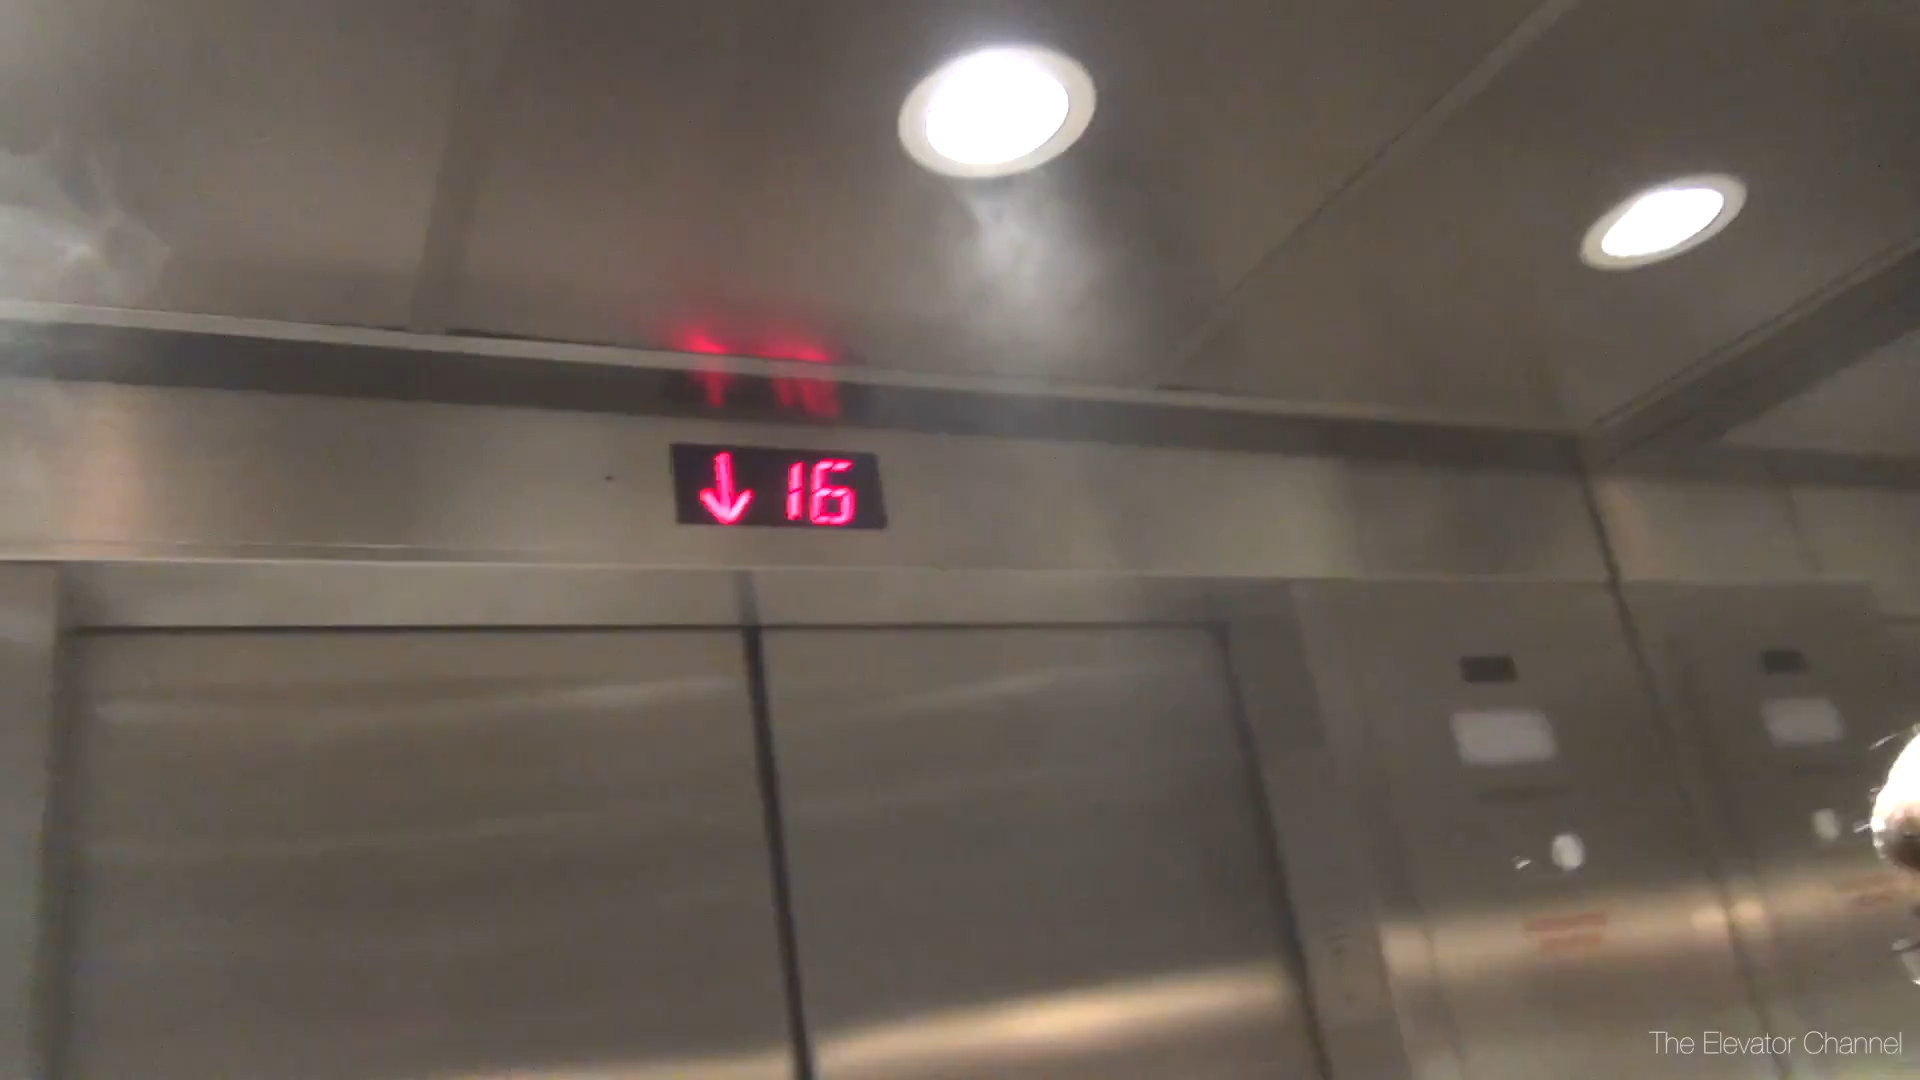 ↓ 16
The Elevator Channel